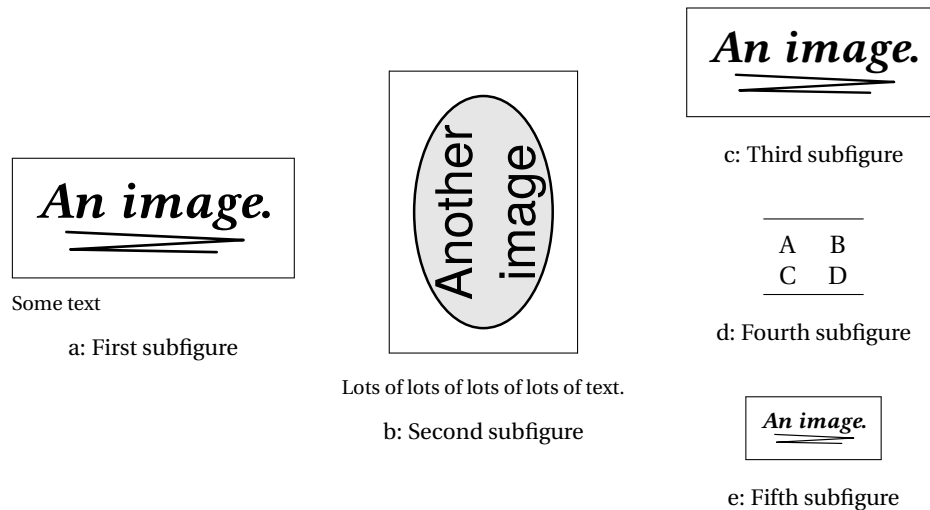 An image.
Some text
a: First subfigure
Another
image
Lots of lots of lots of lots of text.
b: Second subfigure
An image.
c: Third subfigure
A B
C D
d: Fourth subfigure
An image.
e: Fifth subfigure